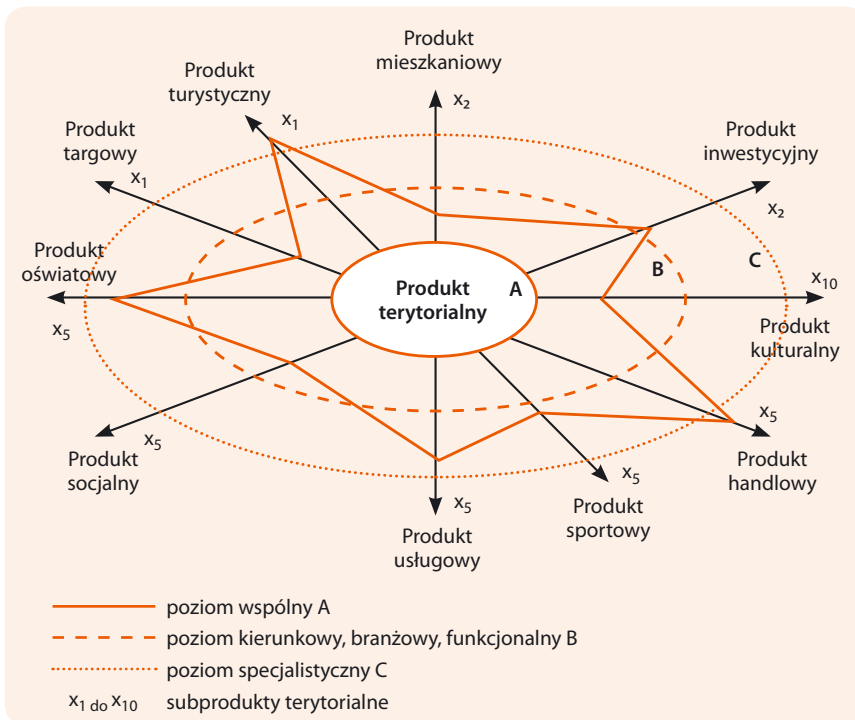 Produkt
mieszkaniowy
x2
Produkt
turystyczny
x1
Produkt
targowy
x1
Produkt
inwestycyjny
x2
Produkt
oświatowy
x5
Produkt
terytorialny
A
B
C
x10
Produkt
kulturalny
Produkt
socjalny
x5
x5
Produkt
usługowy
x5
Produkt
sportowy
x5
Produkt
handlowy
poziom wspólny A
poziom kierunkowy, branżowy, funkcjonalny B
poziom specjalistyczny C
x1 do x10 subprodukty terytorialne